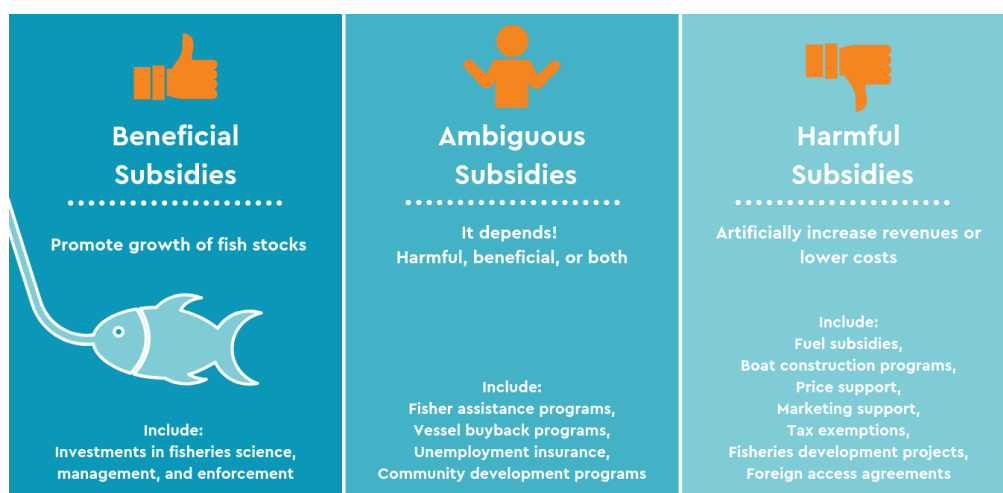 Beneficial
Subsidies
Promote growth of fish stocks
Include:
Investments in fisheries science,
management, and enforcement
Ambiguous
Subsidies
It depends!
Harmful, beneficial, or both
Include:
Fisher assistance programs,
Vessel buyback programs,
Unemployment insurance,
Community development programs
Harmful
Subsidies
Artificially increase revenues or
lower costs
Include:
Fuel subsidies,
Boat construction programs,
Price support,
Marketing support,
Tax exemptions,
Fisheries development projects,
Foreign access agreements